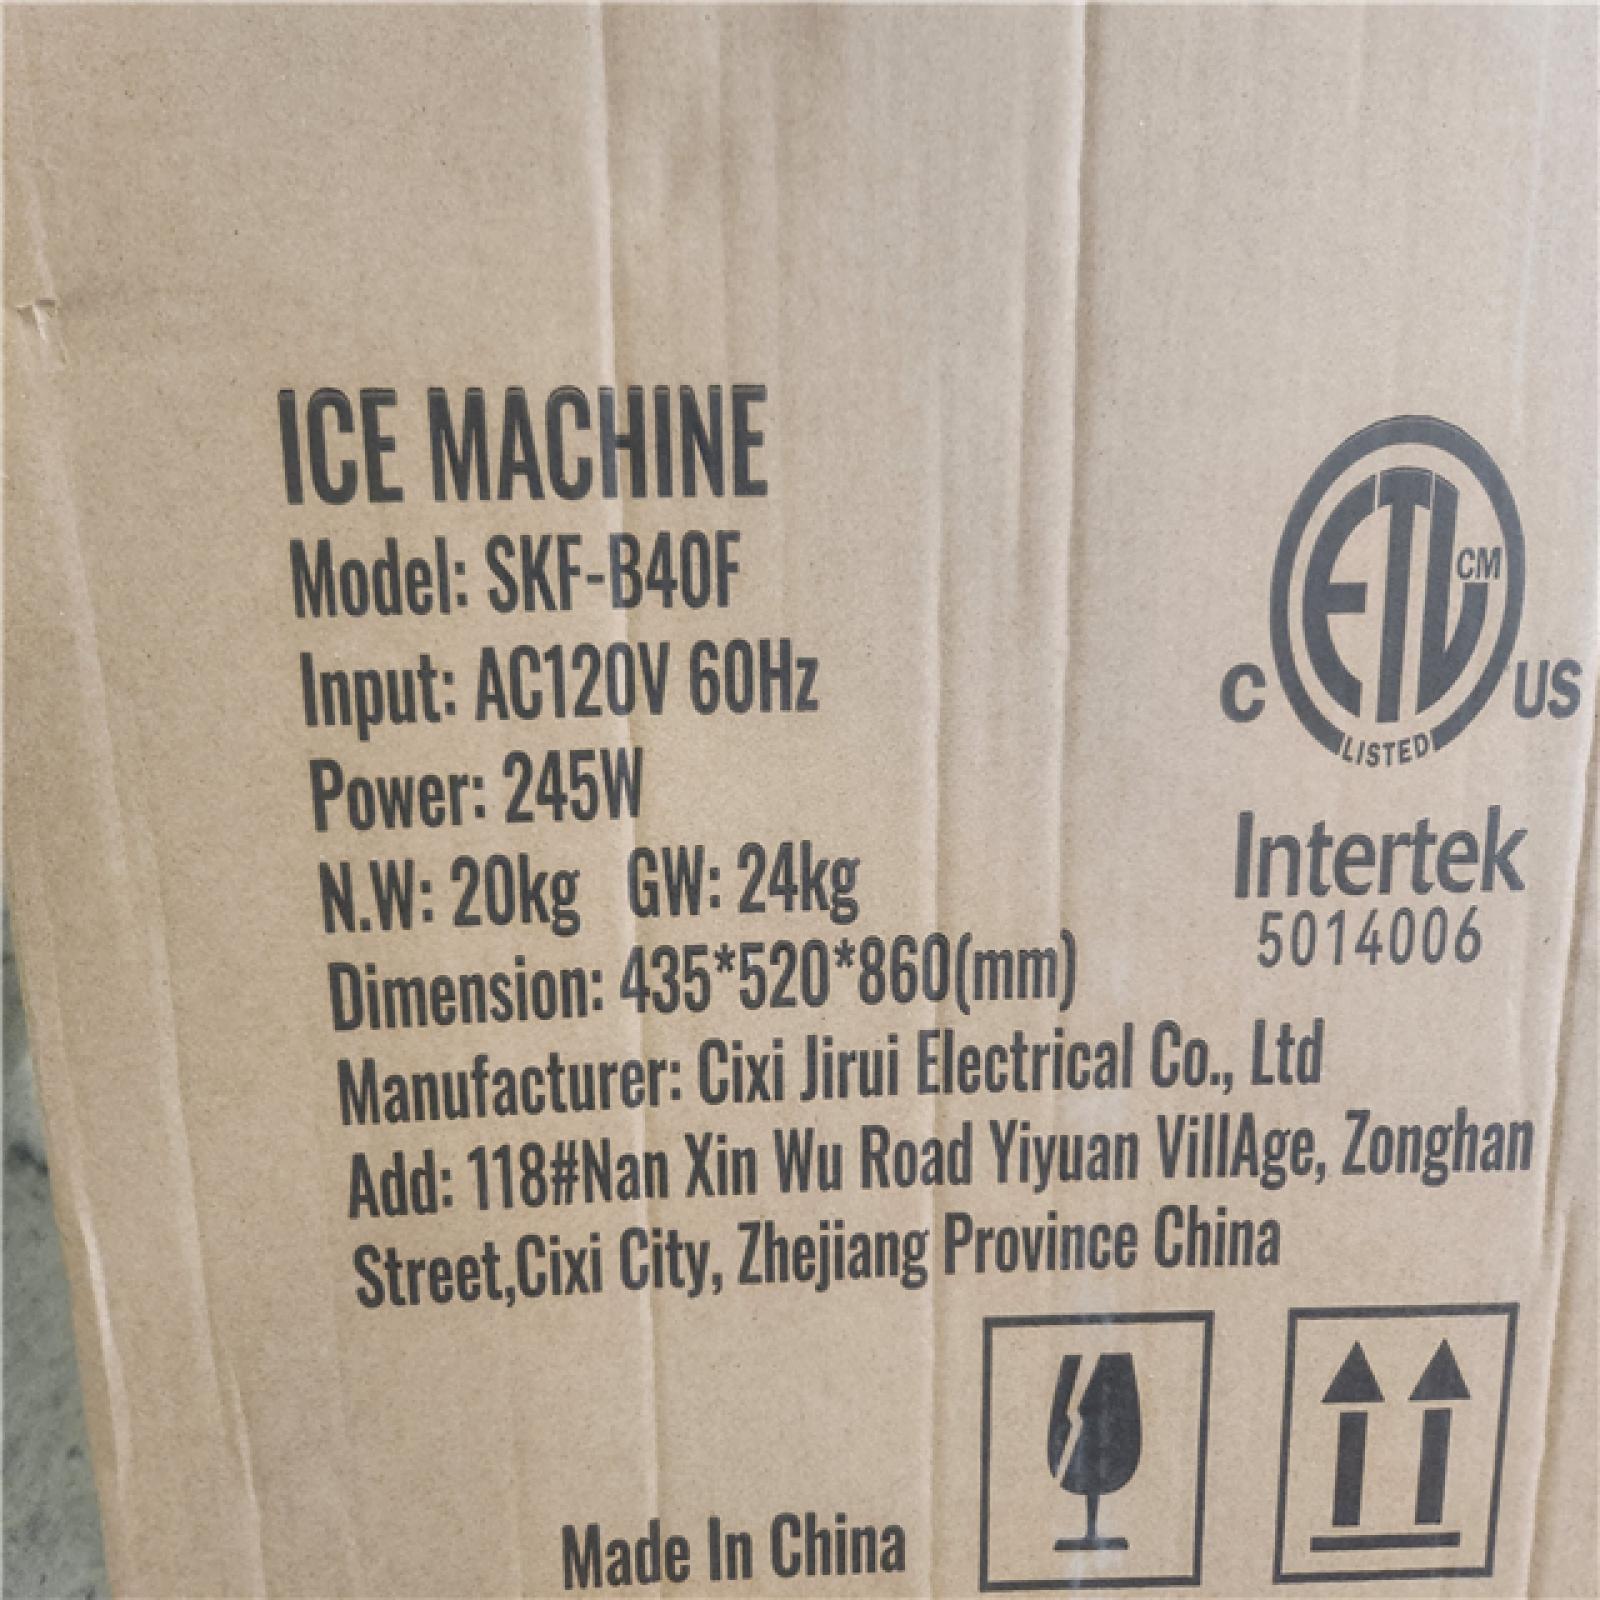 ICE MACHINE
Model: SKF-B40F
Input: AC120V 60Hz
Power: 245W
N.W: 20kg GW: 24kg
Dimension: 435*520*860(mm)
Manufacturer: Cixi Jirui Electrical Co., Ltd
Add: 118#Nan Xin Wu Road Yiyuan VillAge, Zonghan
Street,Cixi City, Zhejiang Province China
Made In China
ETL
CM
C
US
LISTED
Intertek
5014006